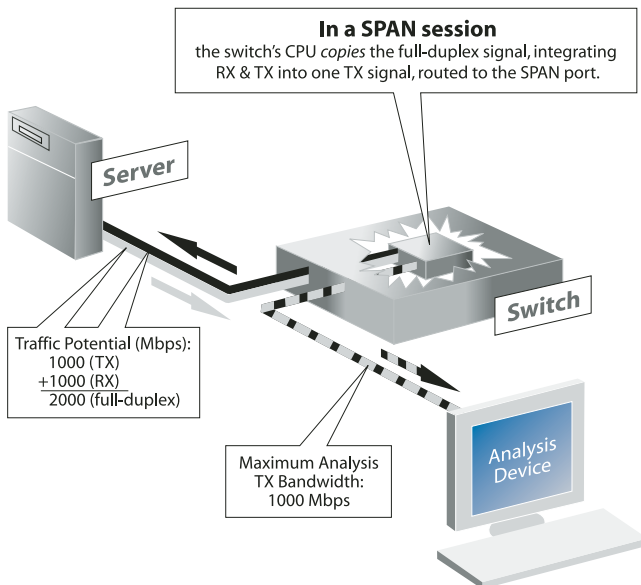 In a SPAN session
the switch's CPU copies the full-duplex signal, integrating
RX & TX into one TX signal, routed to the SPAN port.
Server
Switch
Traffic Potential (Mbps):
1000 (TX)
+1000 (RX)
2000 (full-duplex)
Maximum Analysis
TX Bandwidth:
1000 Mbps
Analysis
Device